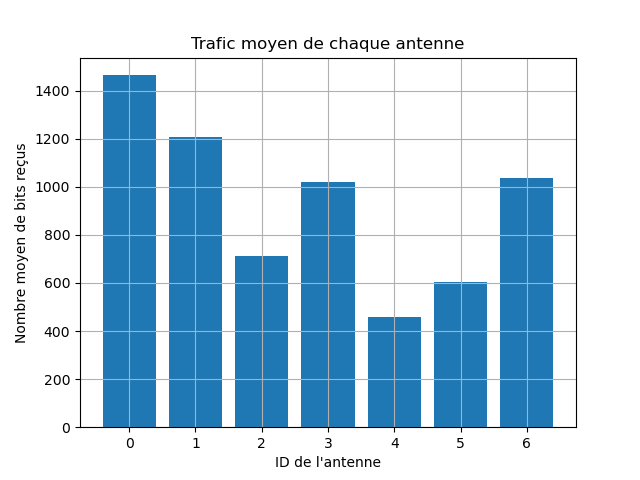 Trafic moyen de chaque antenne
Nombre moyen de bits reçus
1400
1200
1000
800
600
400
200
0
0 1 2 3 4 5 6
ID de l'antenne